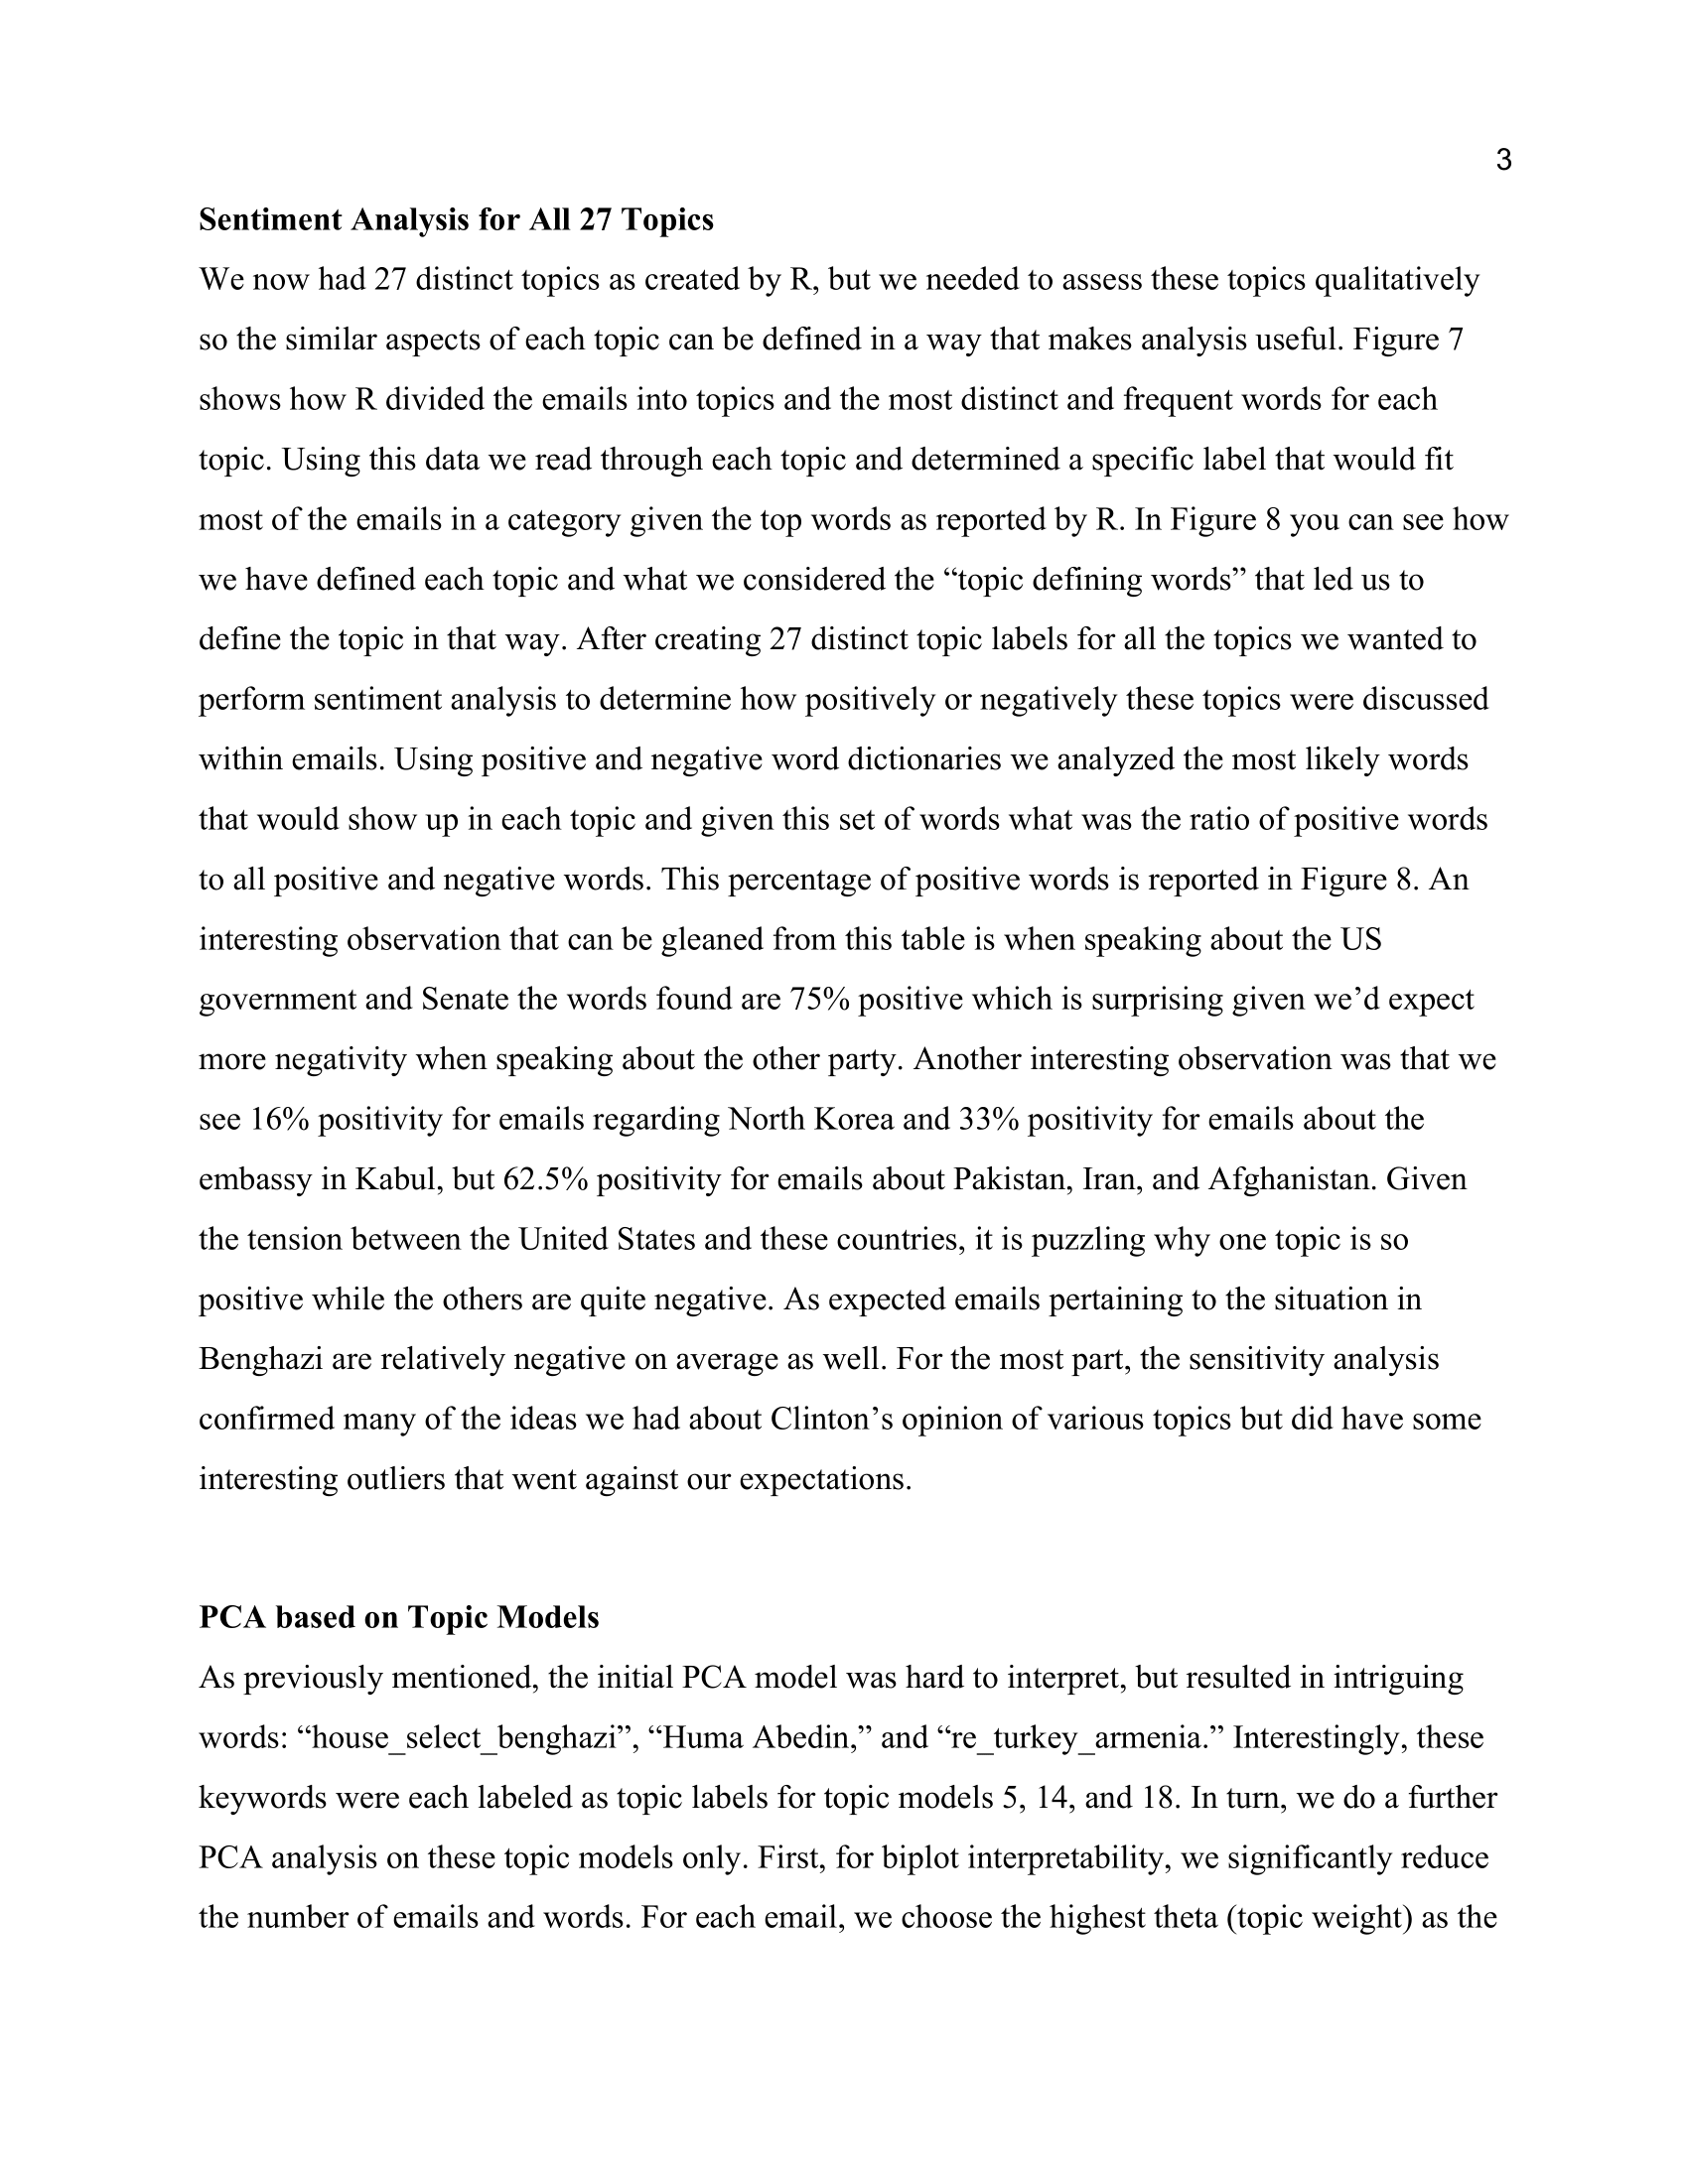 3
Sentiment Analysis for All 27 Topics
We now had 27 distinct topics as created by R, but we needed to assess these topics qualitatively
so the similar aspects of each topic can be defined in a way that makes analysis useful. Figure 7
shows how R divided the emails into topics and the most distinct and frequent words for each
topic. Using this data we read through each topic and determined a specific label that would fit
most of the emails in a category given the top words as reported by R. In Figure 8 you can see how
we have defined each topic and what we considered the “topic defining words” that led us to
define the topic in that way. After creating 27 distinct topic labels for all the topics we wanted to
perform sentiment analysis to determine how positively or negatively these topics were discussed
within emails. Using positive and negative word dictionaries we analyzed the most likely words
that would show up in each topic and given this set of words what was the ratio of positive words
to all positive and negative words. This percentage of positive words is reported in Figure 8. An
interesting observation that can be gleaned from this table is when speaking about the US
government and Senate the words found are 75% positive which is surprising given we’d expect
more negativity when speaking about the other party. Another interesting observation was that we
see 16% positivity for emails regarding North Korea and 33% positivity for emails about the
embassy in Kabul, but 62.5% positivity for emails about Pakistan, Iran, and Afghanistan. Given
the tension between the United States and these countries, it is puzzling why one topic is so
positive while the others are quite negative. As expected emails pertaining to the situation in
Benghazi are relatively negative on average as well. For the most part, the sensitivity analysis
confirmed many of the ideas we had about Clinton’s opinion of various topics but did have some
interesting outliers that went against our expectations.
PCA based on Topic Models
As previously mentioned, the initial PCA model was hard to interpret, but resulted in intriguing
words: “house_select_benghazi”, “Huma Abedin,” and “re_turkey_armenia.” Interestingly, these
keywords were each labeled as topic labels for topic models 5, 14, and 18. In turn, we do a further
PCA analysis on these topic models only. First, for biplot interpretability, we significantly reduce
the number of emails and words. For each email, we choose the highest theta (topic weight) as the